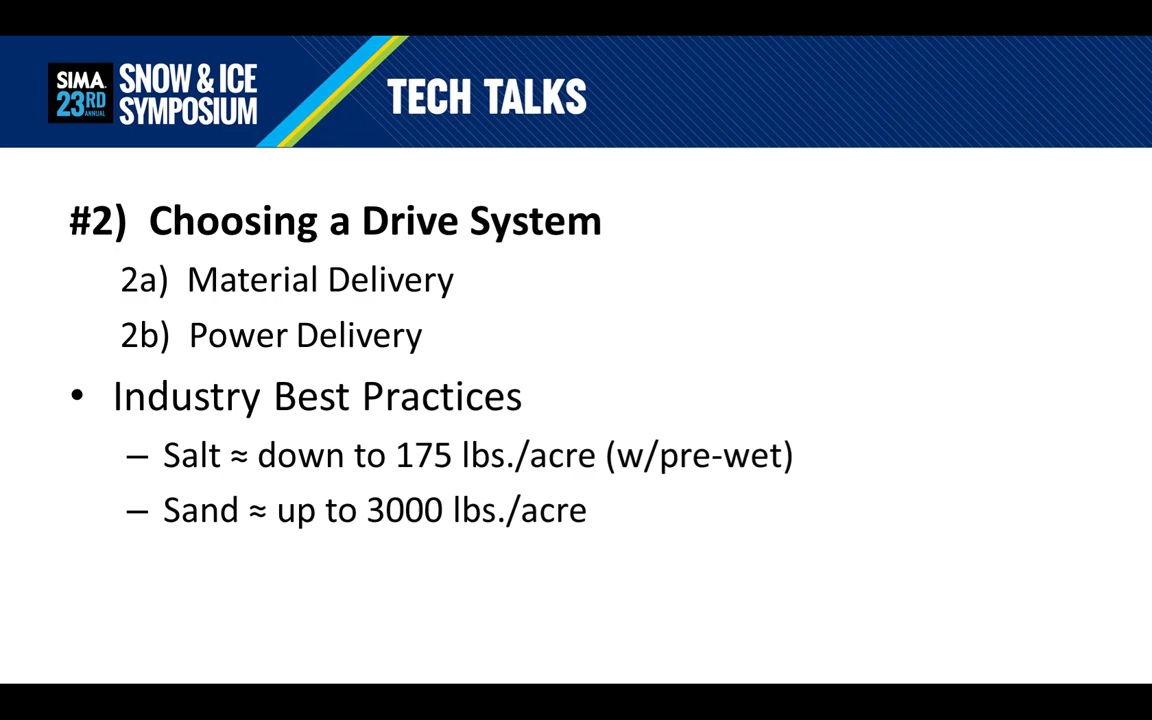 SIMA
23RD
ANNUAL
SNOW & ICE
SYMPOSIUM
TECH TALKS
#2) Choosing a Drive System
2a) Material Delivery
2b) Power Delivery
• Industry Best Practices
– Salt ≈ down to 175 lbs./acre (w/pre-wet)
– Sand ≈ up to 3000 lbs./acre